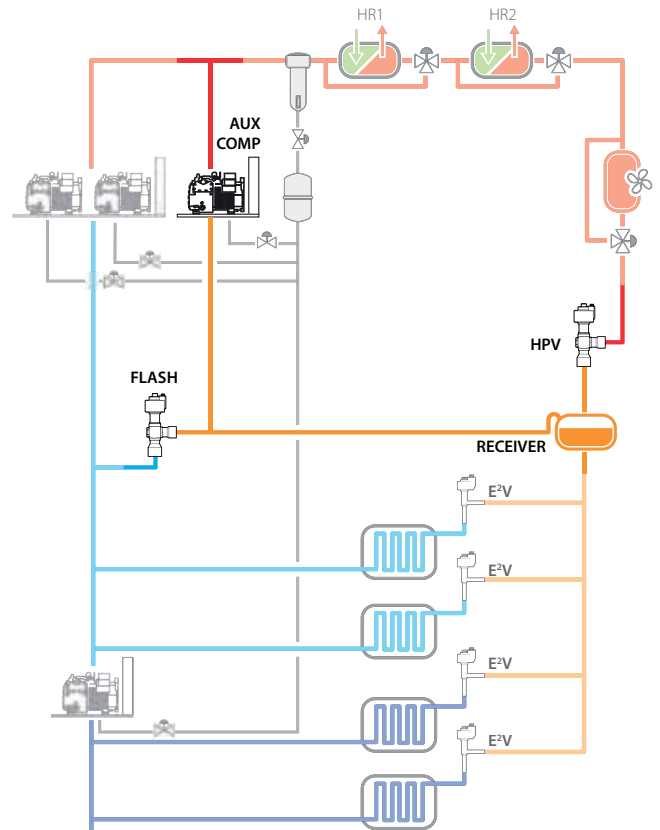 HR1
HR2
AUX
COMP
HPV
FLASH
RECEIVER
E²V
E²V
E²V
E²V